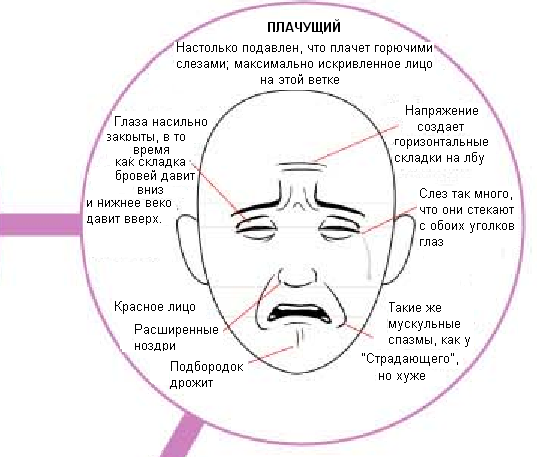 ПЛАЧУЩИЙ
Настолько подавлен, что плачет горючими
слезами; максимально искривленное лицо
на этой ветке
Глаза насильно
закрыты, в то
время
как складка
бровей давит
вниз
и нижнее веко
давит вверх.
Напряжение
создает
горизонтальные
складки на лбу
Слез так много,
что они стекают
с обоих уголков
глаз
Красное лицо
Расширенные
ноздри
Подбородок
дрожит
Такие же
мускульные
спазмы, как у
"Страдающего",
но хуже